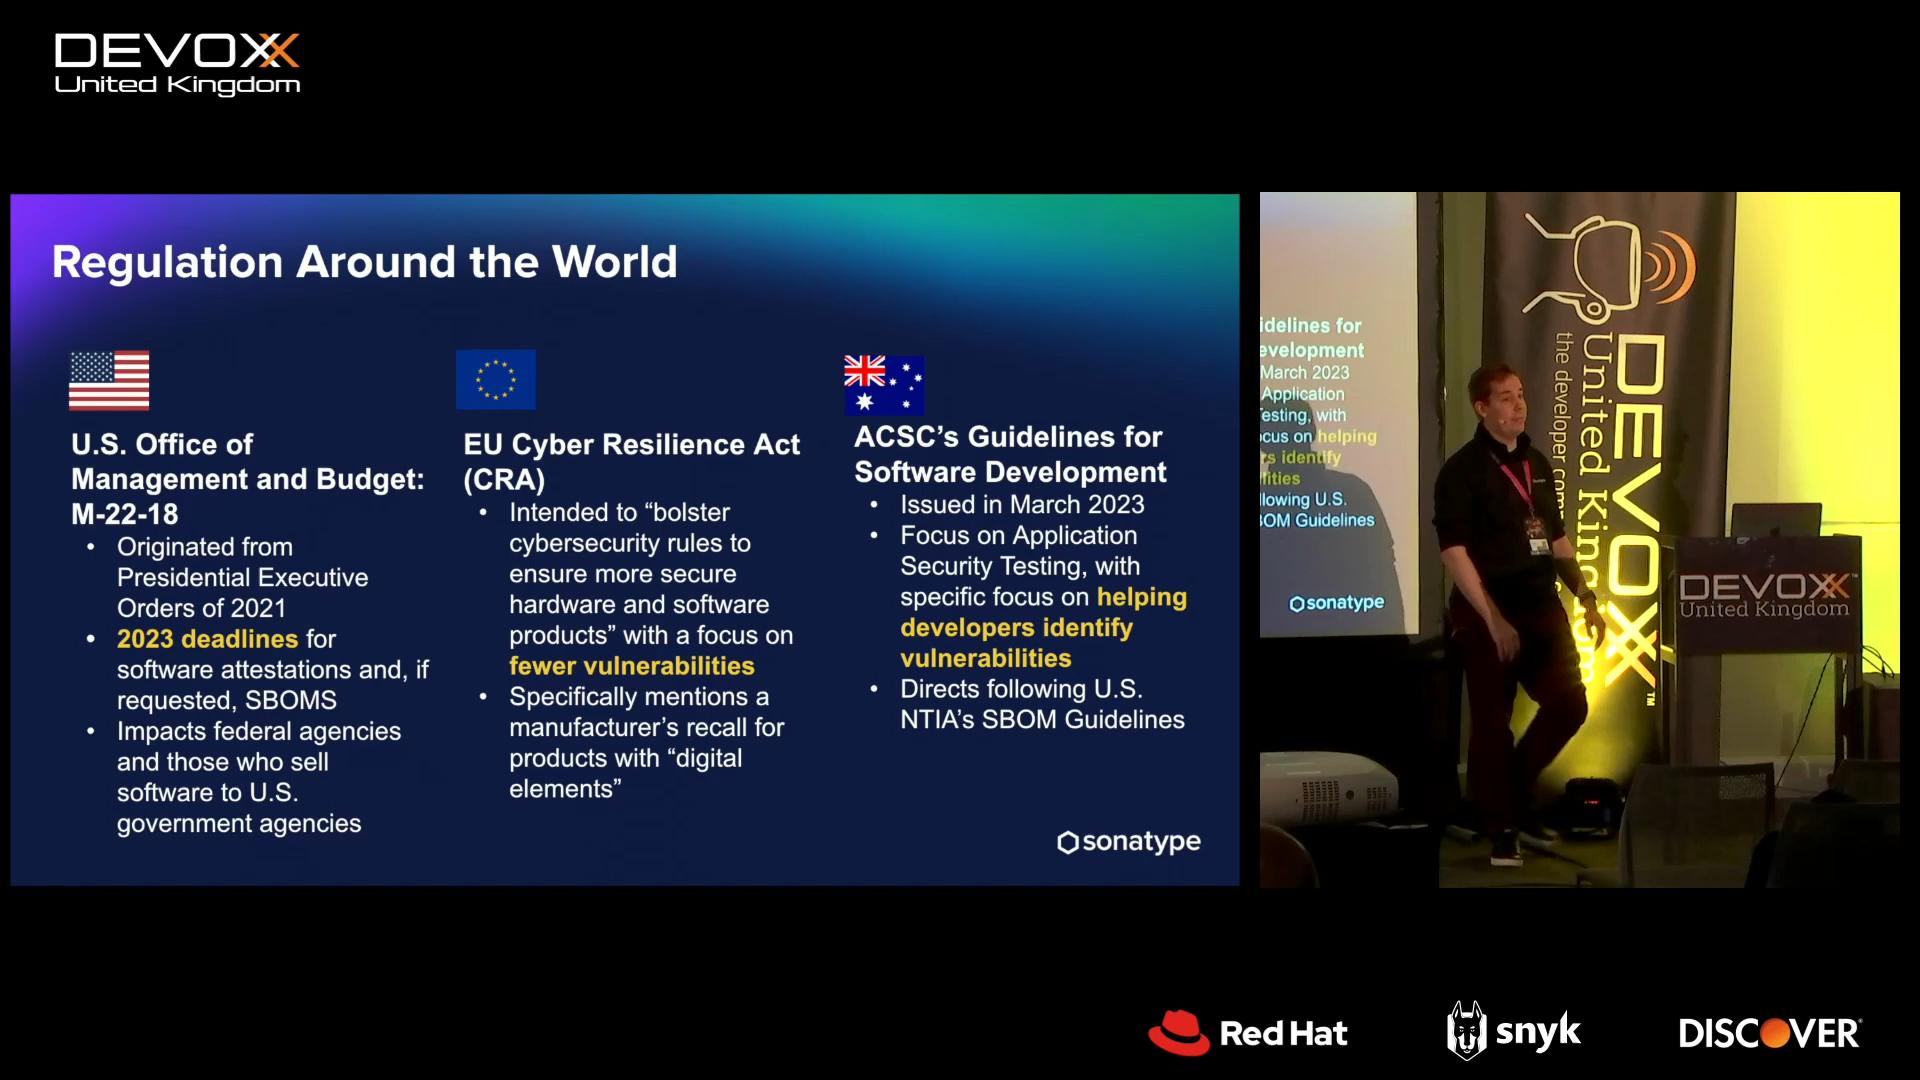 DEVOXX
United Kingdom
Regulation Around the World
U.S. Office of
Management and Budget:
M-22-18
• Originated from
Presidential Executive
Orders of 2021
• 2023 deadlines for
software attestations and, if
requested, SBOMS
• Impacts federal agencies
and those who sell
software to U.S.
government agencies
EU Cyber Resilience Act
(CRA)
• Intended to “bolster
cybersecurity rules to
ensure more secure
hardware and software
products” with a focus on
fewer vulnerabilities
• Specifically mentions a
manufacturer’s recall for
products with “digital
elements”
ACSC’s Guidelines for
Software Development
• Issued in March 2023
• Focus on Application
Security Testing, with
specific focus on helping
developers identify
vulnerabilities
• Directs following U.S.
NTIA’s SBOM Guidelines
sonatype
idelines for
evelopment
March 2023
Application
esting, with
cus on helping
rs identify
lities
llowing U.S.
BOM Guidelines
sonatype
DEVOXX™
United Kingdom
the developer
DEVOXX™
United Kingdom
Red Hat
snyk
DISCOVER